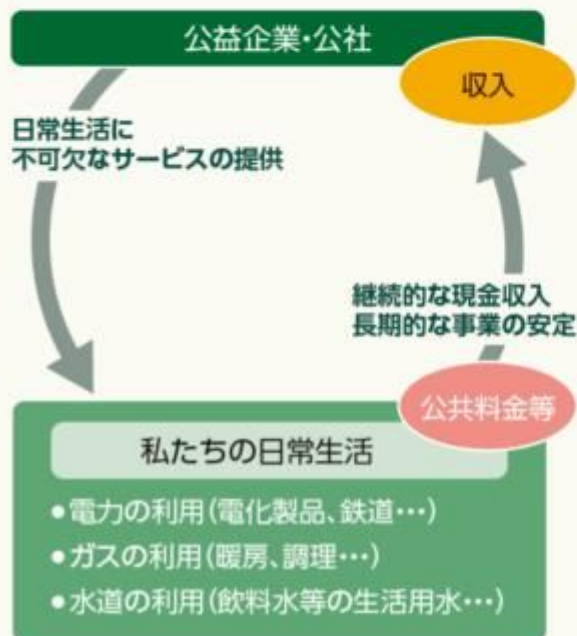 公益企業・公社
収入
日常生活に
不可欠なサービスの提供
継続的な現金収入
長期的な事業の安定
公共料金等
私たちの日常生活
●電力の利用(電化製品、鉄道…)
●ガスの利用(暖房、調理…)
●水道の利用(飲料水等の生活用水…)